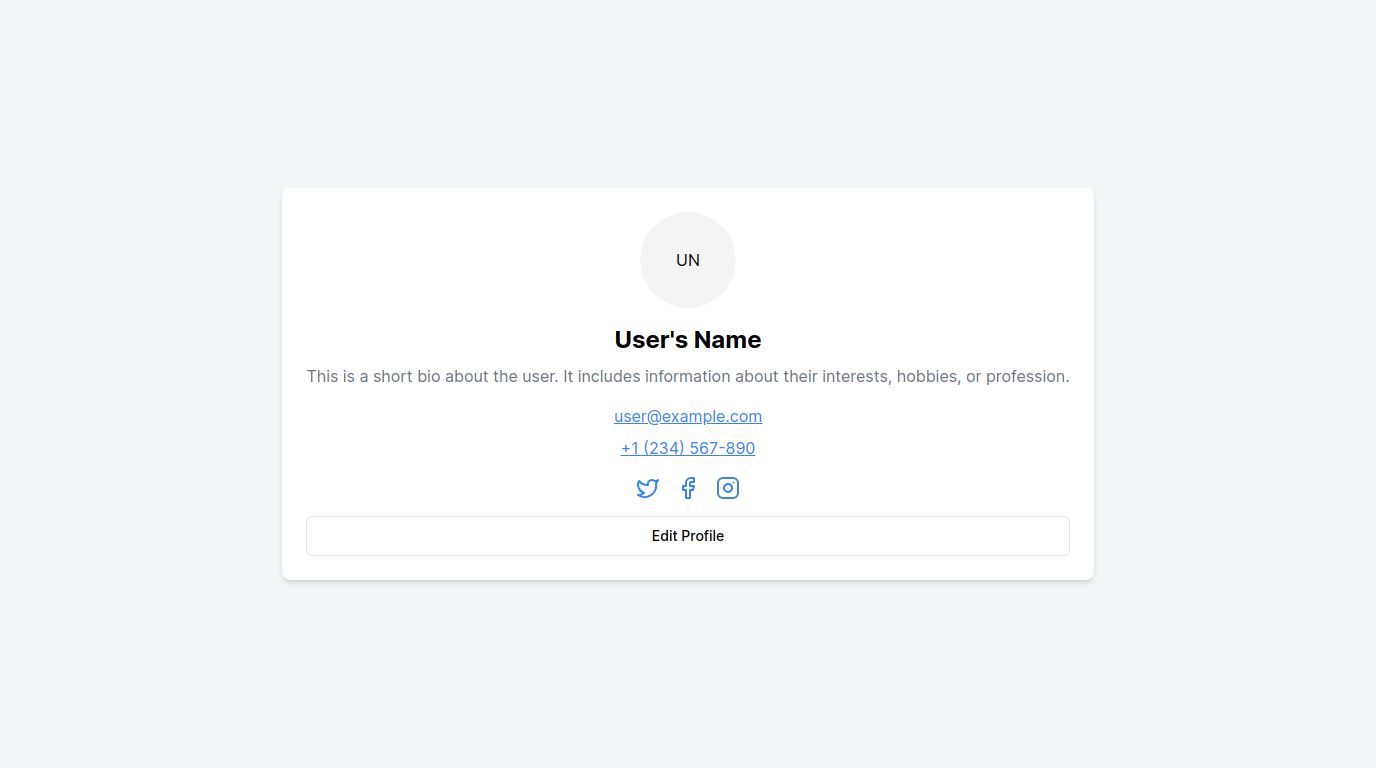 UN
User's Name
This is a short bio about the user. It includes information about their interests, hobbies, or profession.
user@example.com
+1 (234) 567-890
Edit Profile